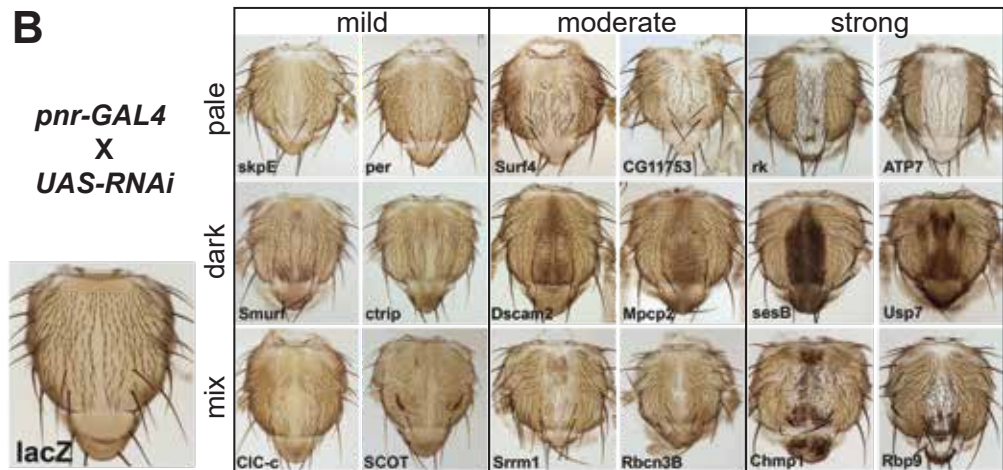 B
pnr-GAL4
X
UAS-RNAi
lacZ
mild moderate strong
pale
skpE per Surf4 CG11753 rk ATP7
dark
Smurf ctrip Dscam2 Mpcp2 sesB Usp7
mix
ClC-c SCOT Srrm1 Rbcn3B Chmp1 Rbp9